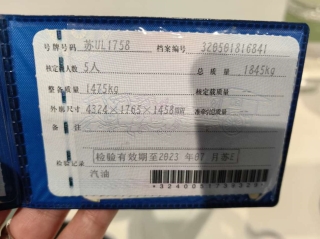 号牌号码 苏UL1758 档案编号 320501816841
核定载人数 5人 总质量 1845kg
整备质量 1475kg 核定载质量
外廓尺寸 4324×1765×1458mm 准牵引总质量
备注
检验记录 检验有效期至2023年07月苏E
汽油